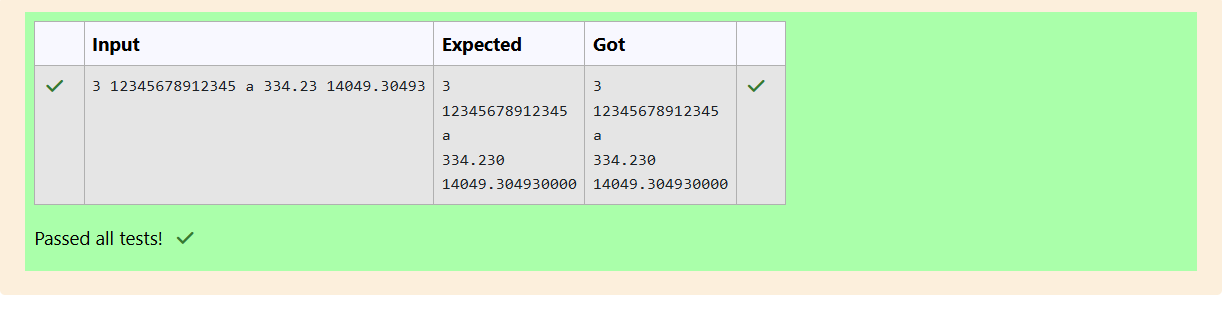 Input Expected Got
3 12345678912345 a 334.23 14049.30493 3 3
12345678912345 12345678912345
a a
334.230 334.230
14049.304930000 14049.304930000
Passed all tests!